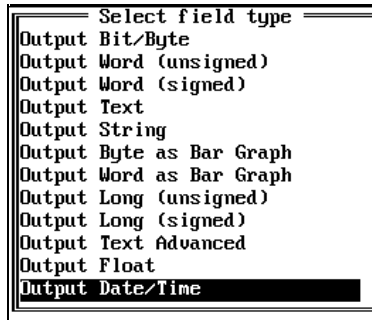 Select field type
Output Bit/Byte
Output Word (unsigned)
Output Word (signed)
Output Text
Output String
Output Byte as Bar Graph
Output Word as Bar Graph
Output Long (unsigned)
Output Long (signed)
Output Text Advanced
Output Float
Output Date/Time